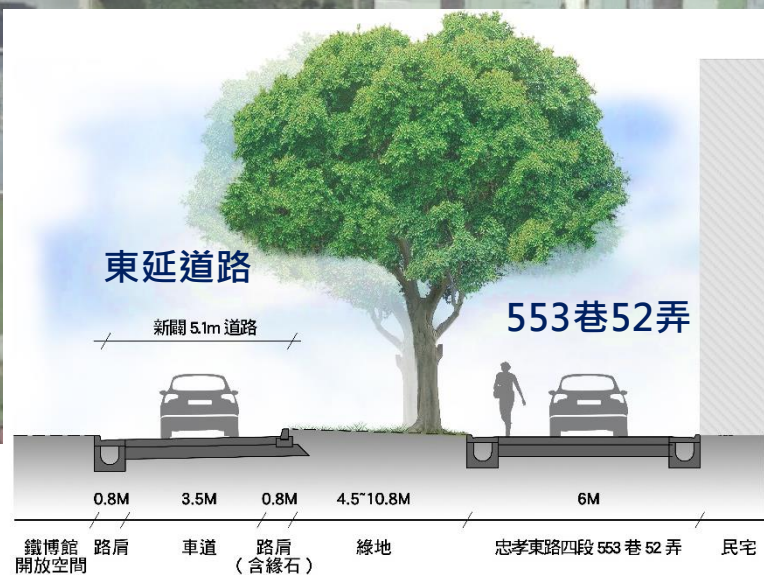 東延道路
553巷52弄
新闢 5.1m 道路
0.8M 3.5M 0.8M 4.5~10.8M 6M
鐵博館 路肩 車道 路肩 綠地 忠孝東路四段 553 巷 52 弄 民宅
開放空間 （含緣石）